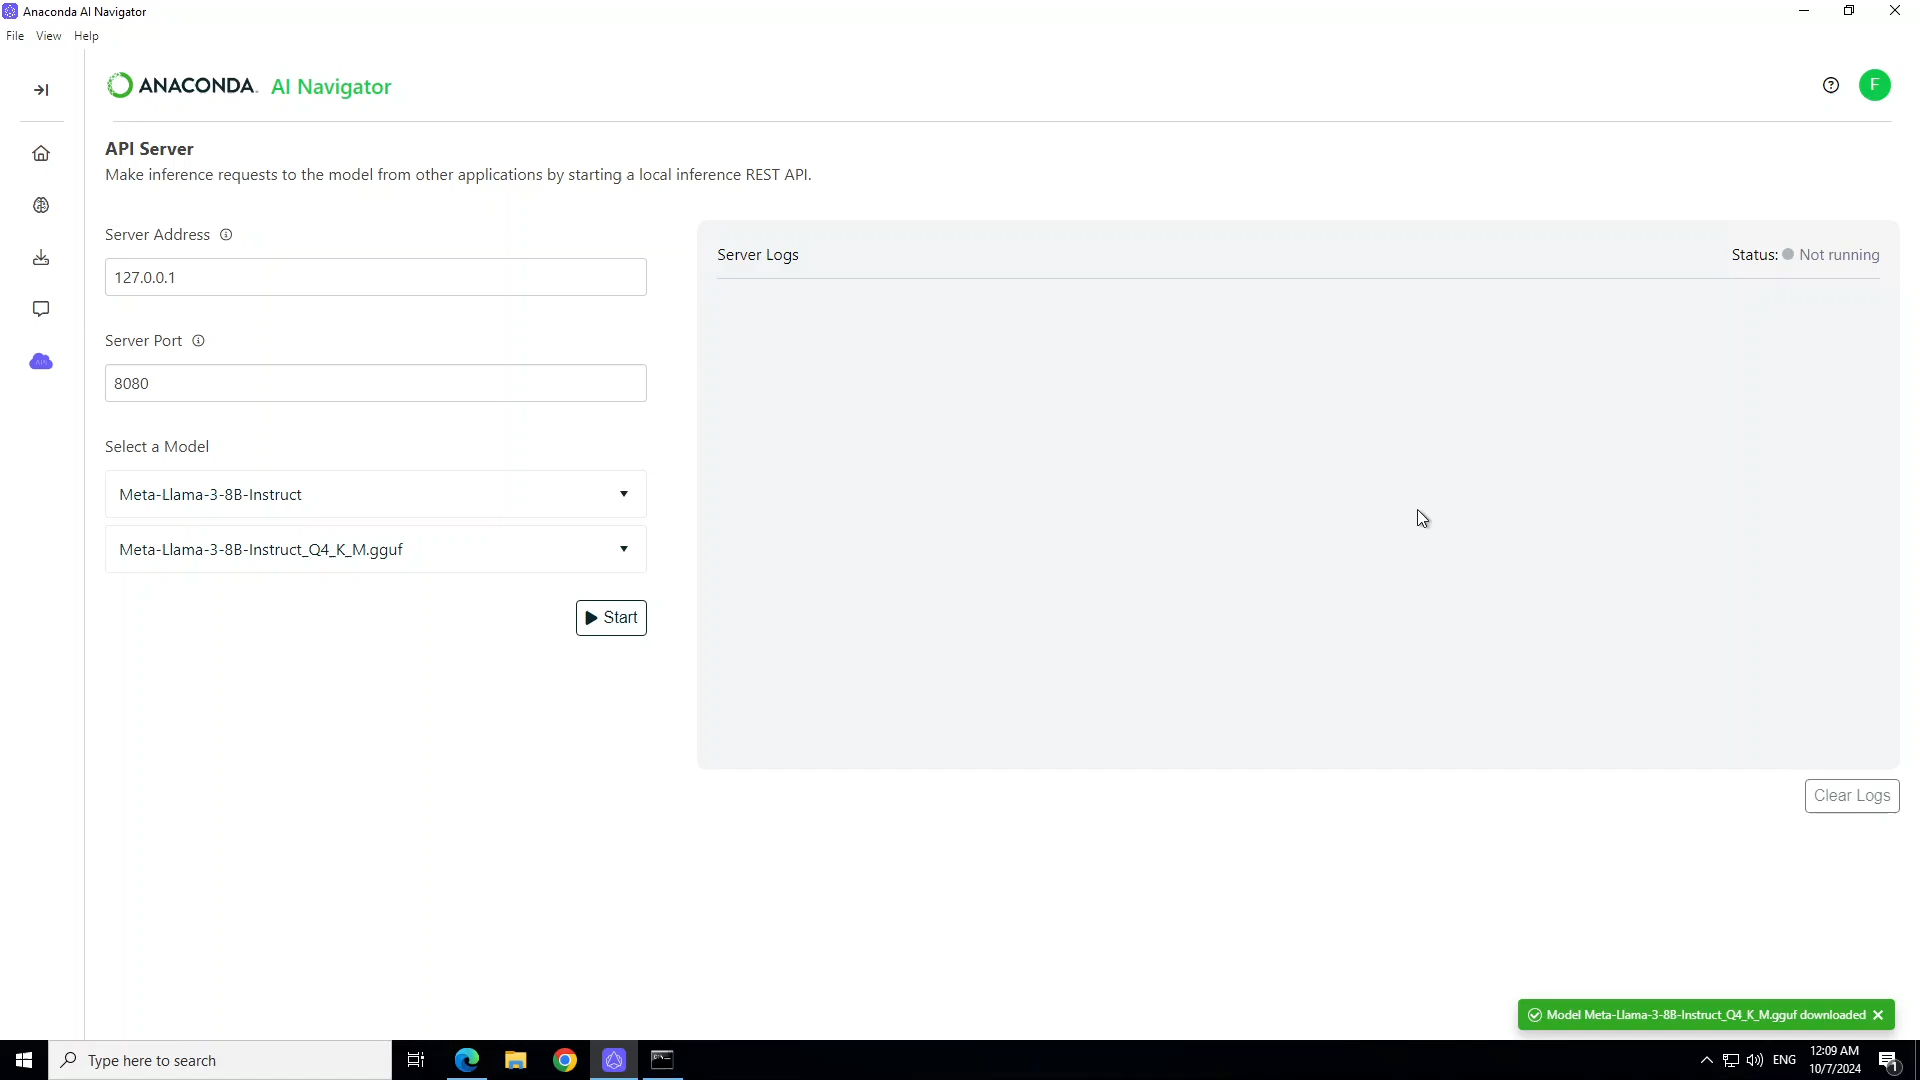 Anaconda AI Navigator
File View Help
ANACONDA. AI Navigator
F
API Server
Make inference requests to the model from other applications by starting a local inference REST API.
Server Address
127.0.0.1
Server Port
8080
Select a Model
Meta-Llama-3-8B-Instruct
Meta-Llama-3-8B-Instruct_Q4_K_M.gguf
Start
Server Logs
Status: Not running
Clear Logs
Model Meta-Llama-3-8B-Instruct_Q4_K_M.gguf downloaded
Type here to search
ENG
12:09 AM
10/7/2024
1